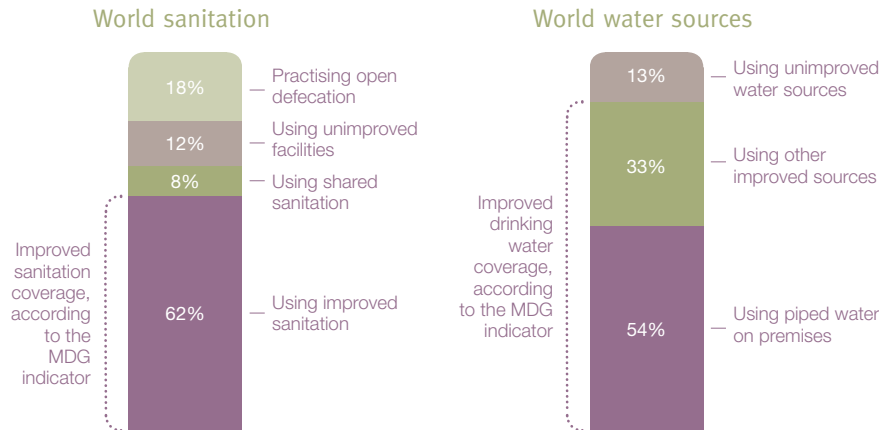 World sanitation
18%
Practising open
defecation
12%
Using unimproved
facilities
8%
Using shared
sanitation
Improved
sanitation
coverage,
according
to the
MDG
indicator
62%
Using improved
sanitation
World water sources
13%
Using unimproved
water sources
33%
Using other
improved sources
Improved
drinking
water
coverage,
according
to the MDG
indicator
54%
Using piped water
on premises